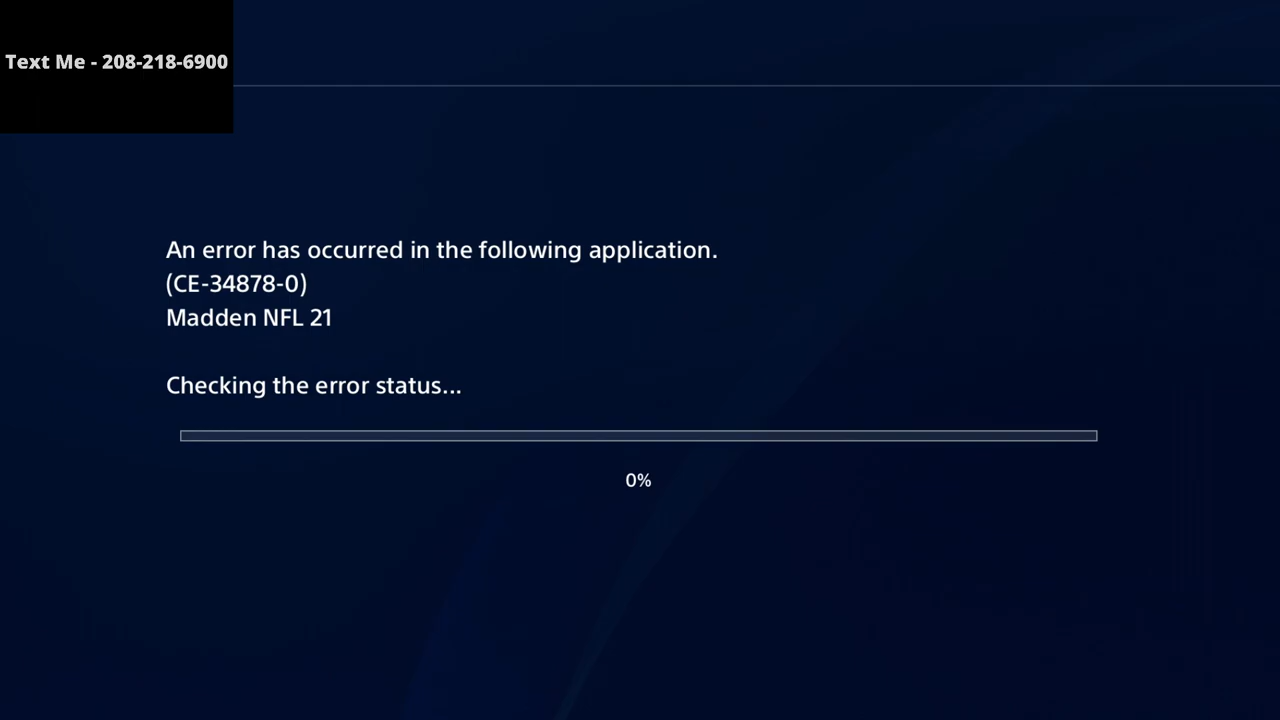 Text Me - 208-218-6900
An error has occurred in the following application.
(CE-34878-0)
Madden NFL 21
Checking the error status...
0%